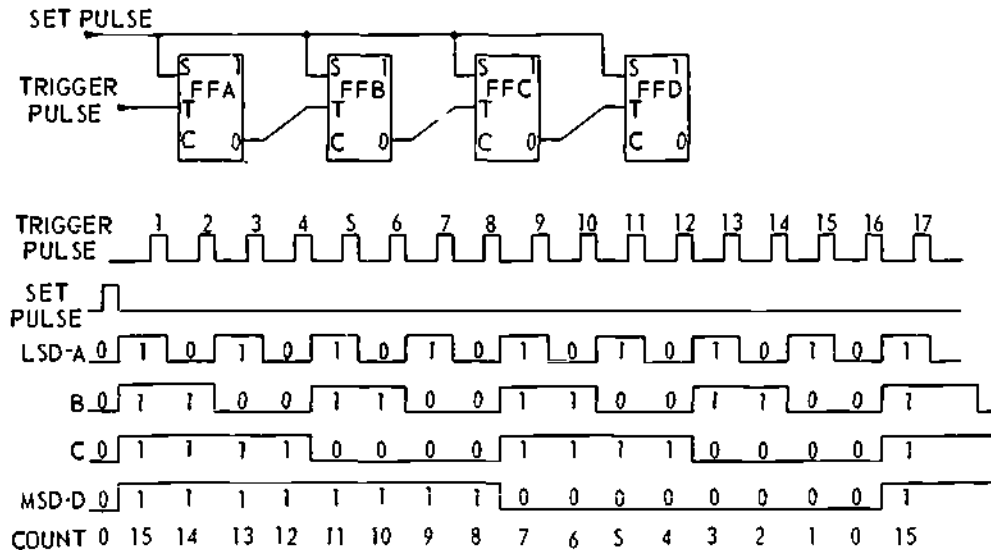 SET PULSE
S 1 S 1 S 1 S 1
FFA FFB FFC FFD
TRIGGER PULSE
T T T T
C 0 C 0 C 0 C 0
TRIGGER PULSE
1 2 3 4 5 6 7 8 9 10 11 12 13 14 15 16 17
SET PULSE
LSD-A 0 1 0 1 0 1 0 1 0 1 0 1 0 1 0 1 0 1
B 0 1 1 0 0 1 1 0 0 1 1 0 0 1 1 0 0 1
C 0 1 1 1 1 0 0 0 0 1 1 1 1 0 0 0 0 1
MSD-D 0 1 1 1 1 1 1 1 1 0 0 0 0 0 0 0 0 1
COUNT 0 15 14 13 12 11 10 9 8 7 6 5 4 3 2 1 0 15